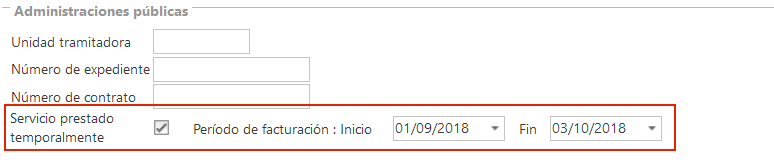 Administraciones públicas
Unidad tramitadora
Número de expediente
Número de contrato
Servicio prestado temporalmente
Período de facturación : Inicio 01/09/2018 Fin 03/10/2018